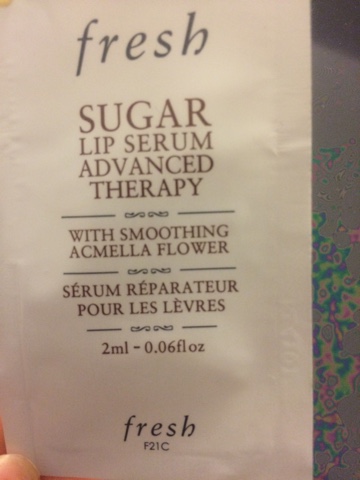 fresh
SUGAR
LIP SERUM
ADVANCED
THERAPY
WITH SMOOTHING
ACMELLA FLOWER
SÉRUM RÉPARATEUR
POUR LES LÈVRES
2ml - 0.06fl oz
fresh
F21C